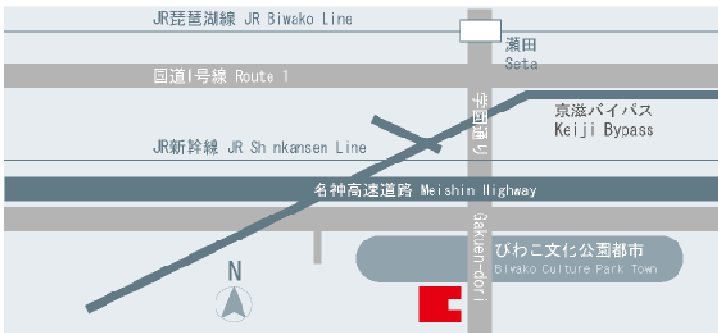 JR琵琶湖線 JR Biwako Line
瀬田
Seta
国道1号線 Route 1
学園通り
京滋バイパス
Keiji Bypass
JR新幹線 JR Sh nkansen Line
名神高速道路 Meishin Highway
Gakuen-dori
びわこ文化公園都市
Biwako Culture Park Town
N